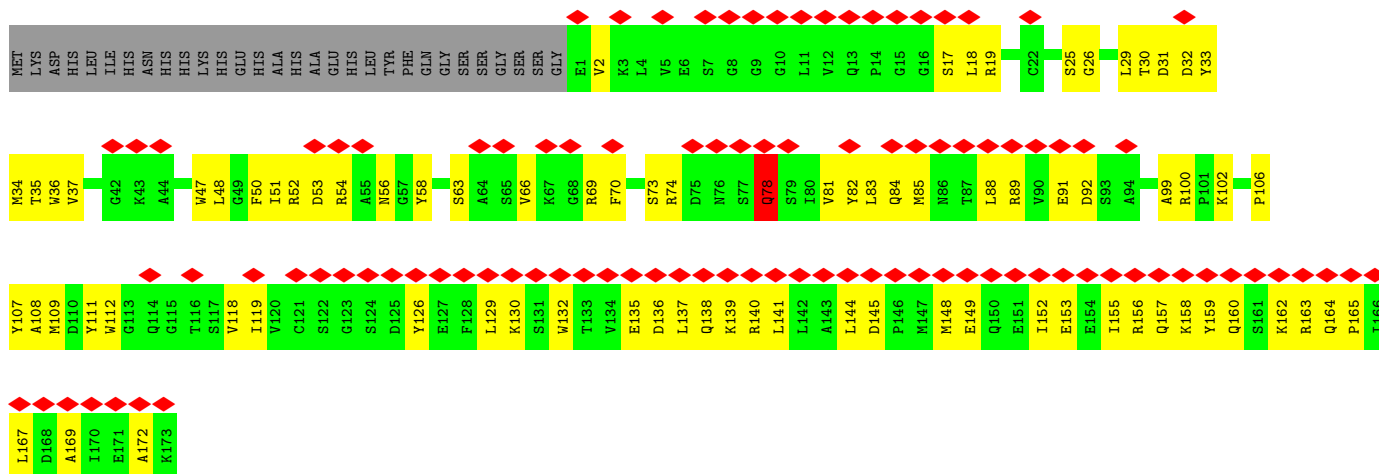 MET LYS ASP HIS LEU ILE HIS ASN HIS HIS LYS HIS GLU HIS ALA HIS ALA GLU HIS LEU TYR PHE GLN GLY SER SER GLY SER SER GLY E1 V2 K3 L4 V5 E6 S7 G8 G9 G10 L11 V12 Q13 P14 G15 G16 S17 L18 R19 C22 S25 G26 L29 T30 D31 D32 Y33
M34 T35 W36 V37 G42 K43 A44 W47 L48 G49 F50 I51 R52 D53 R54 A55 N56 G57 Y58 S63 A64 S65 V66 K67 G68 R69 F70 S73 R74 D75 N76 S77 Q78 S79 I80 V81 Y82 L83 Q84 M85 N86 T87 L88 R89 V90 E91 D92 S93 A94 A99 R100 P101 K102 P106
Y107 A108 M109 D110 Y111 W112 G113 Q114 G115 T116 S117 V118 I119 V120 C121 S122 G123 S124 D125 Y126 E127 F128 L129 K130 S131 W132 T133 V134 E135 D136 L137 Q138 K139 R140 L141 L142 A143 L144 D145 P146 M147 M148 E149 Q150 E151 I152 E153 E154 I155 R156 Q157 K158 Y159 Q160 S161 K162 R163 Q164 P165 I166
L167 D168 A169 I170 E171 A172 K173